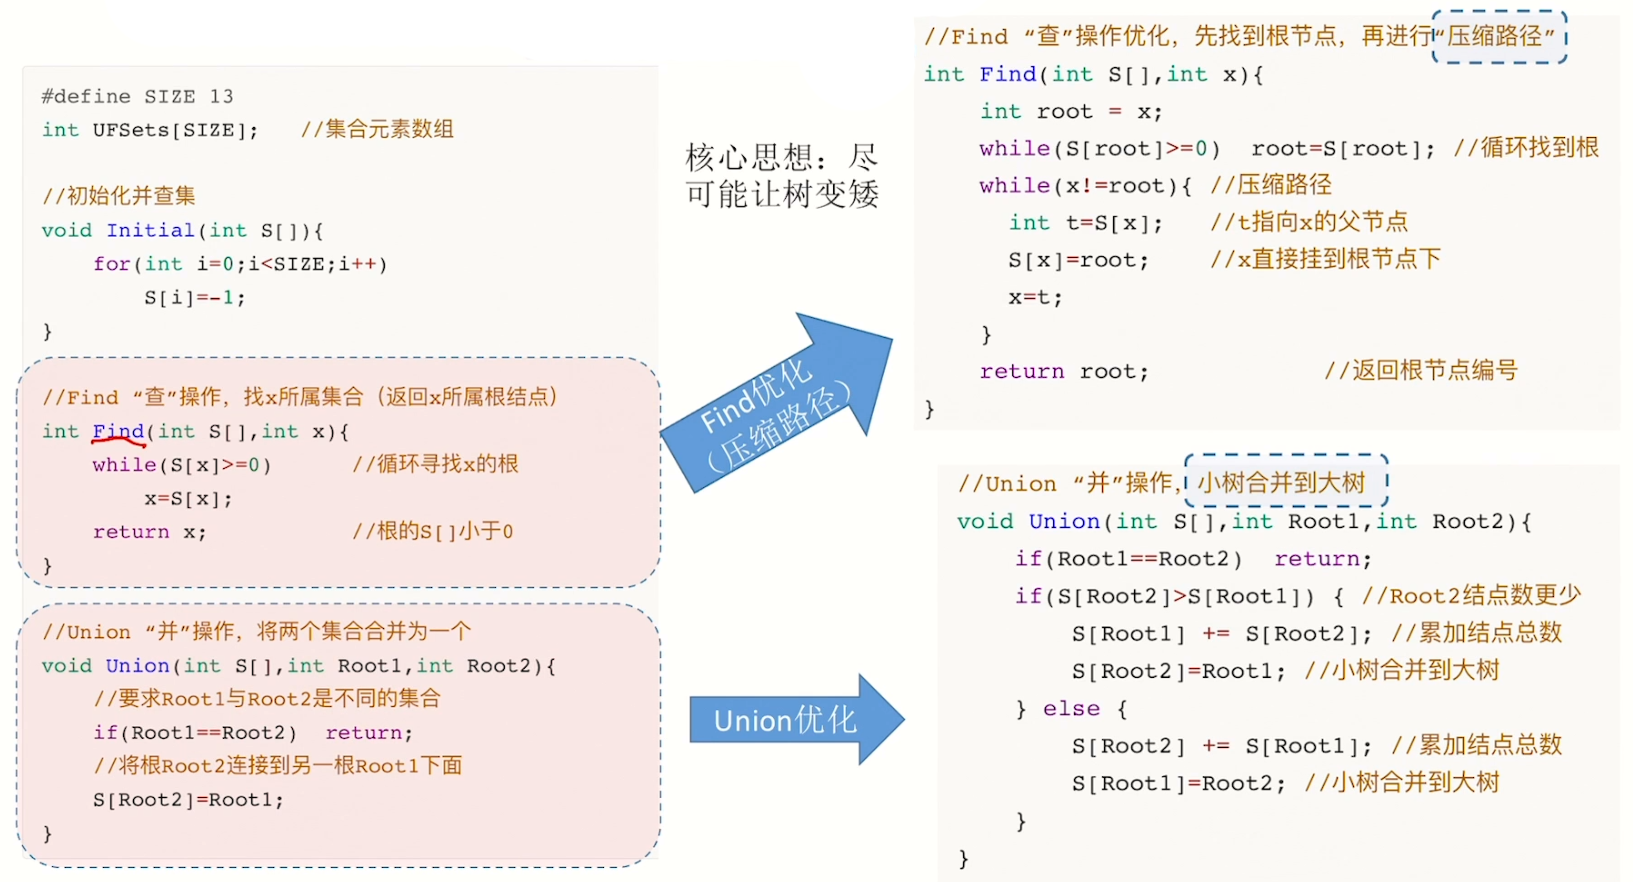 #define SIZE 13
int UFSets[SIZE];   //集合元素数组
//初始化并查集
void Initial(int S[]){
    for(int i=0;i<SIZE;i++)
        S[i]=-1;
}
//Find “查”操作，找x所属集合（返回x所属根结点）
int Find(int S[],int x){
    while(S[x]>=0)      //循环寻找x的根
        x=S[x];
    return x;           //根的S[]小于0
}
//Union “并”操作，将两个集合合并为一个
void Union(int S[],int Root1,int Root2){
    //要求Root1与Root2是不同的集合
    if(Root1==Root2)  return;
    //将根Root2连接到另一根Root1下面
    S[Root2]=Root1;
}
核心思想：尽
可能让树变矮
Find优化
（压缩路径）
Union优化
//Find “查”操作优化，先找到根节点，再进行“压缩路径”
int Find(int S[],int x){
    int root = x;
    while(S[root]>=0)  root=S[root]; //循环找到根
    while(x!=root){ //压缩路径
      int t=S[x];   //t指向x的父节点
      S[x]=root;    //x直接挂到根节点下
      x=t;
    }
    return root;            //返回根节点编号
}
//Union “并”操作，小树合并到大树
void Union(int S[],int Root1,int Root2){
    if(Root1==Root2)  return;
    if(S[Root2]>S[Root1]) { //Root2结点数更少
        S[Root1] += S[Root2]; //累加结点总数
        S[Root2]=Root1; //小树合并到大树
    } else {
        S[Root2] += S[Root1]; //累加结点总数
        S[Root1]=Root2; //小树合并到大树
    }
}